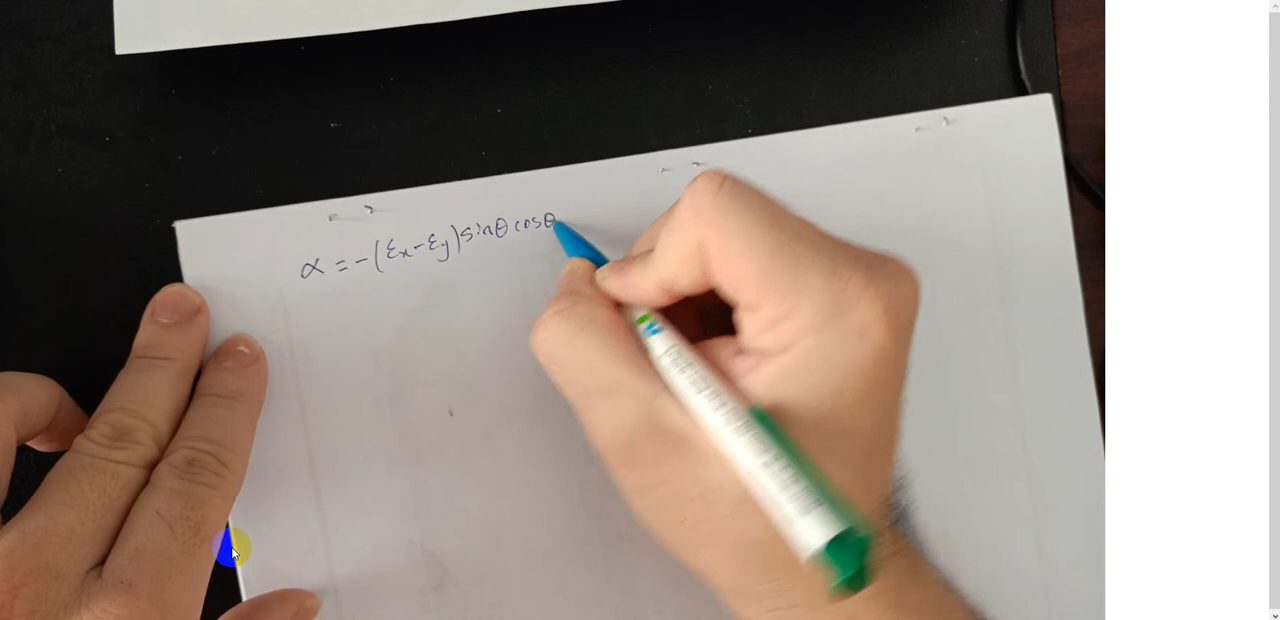 α = -(εx-εy)sinθ cosθ